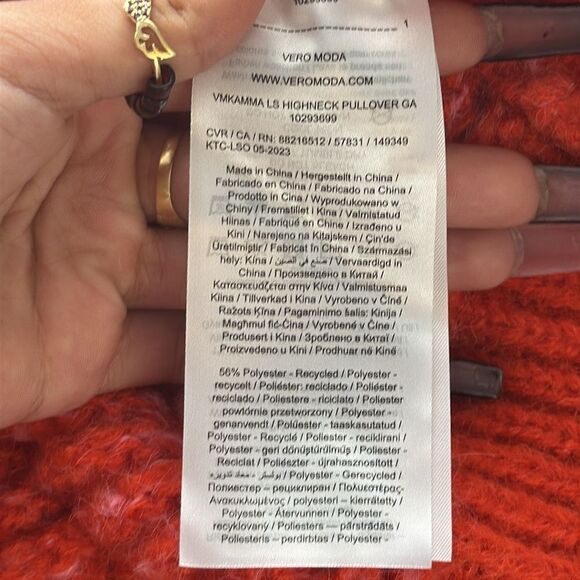 10293699
1
VERO MODA
WWW.VEROMODA.COM
VMKAMMA LS HIGHNECK PULLOVER GA
10293699
CVR / CA / RN: 88216512 / 57831 / 149349
KTC-LSO 05-2023
Made in China / Hergestellt in China /
Fabricado en China / Fabricado na China /
Prodotto in Cina / Wyprodukowano w
Chiny / Fremstillet i Kina / Valmistatud
Hiinas / Fabriqué en Chine / Izrađeno u
Kini / Narejeno na Kitajskem / Çin'de
Üretilmiştir / Fabricat în China / Származási
hely: Kína / صنع في الصين / Vervaardigd in
China / Произведено в Китай /
Κατασκευάζεται στην Κίνα / Valmistusmaa
Kiina / Tillverkad i Kina / Vyrobeno v Číně /
Ražots Ķīna / Pagaminimo šalis: Kinija /
Magħmul fiċ-Ċina / Vyrobené v Číne /
Produsert i Kina / Зроблено в Китаї /
Proizvedeno u Kini / Prodhuar në Kinë
56% Polyester - Recycled / Polyester -
recycelt / Poliéster: reciclado / Poliéster -
reciclado / Poliestere - riciclato / Poliester
powtórnie przetworzony / Polyester -
genanvendt / Polüester - taaskasutatud /
Polyester - Recyclé / Poliester - reciklirani /
Poliester - geri dönüştürülmüş / Poliester -
Reciclat / Poliészter - újrahasznosított /
بوليستر - معاد تدويره / Polyester - Gerecycled /
Полиестер – рециклиран / Πολυεστέρας-
Ανακυκλωμένος / polyesteri – kierrätetty /
Polyester - Återvunnen / Polyester -
recyklovaný / Poliesters — pārstrādāts /
Poliesteris – perdirbtas / Polyester -